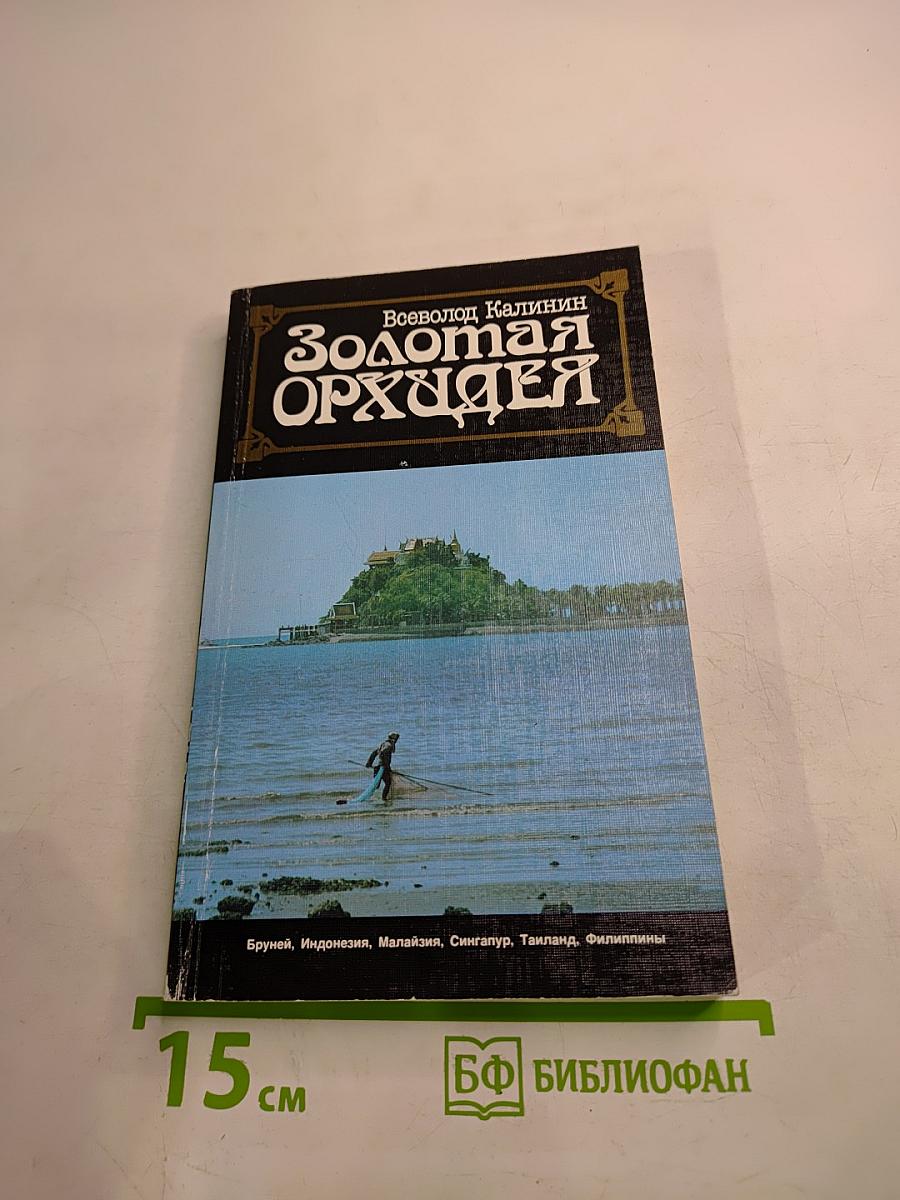 Всеволод Калинин
Золотая
ОРХИДЕЯ
Бруней, Индонезия, Малайзия, Сингапур, Таиланд, Филиппины
15 см
БФ БИБЛИОФАН